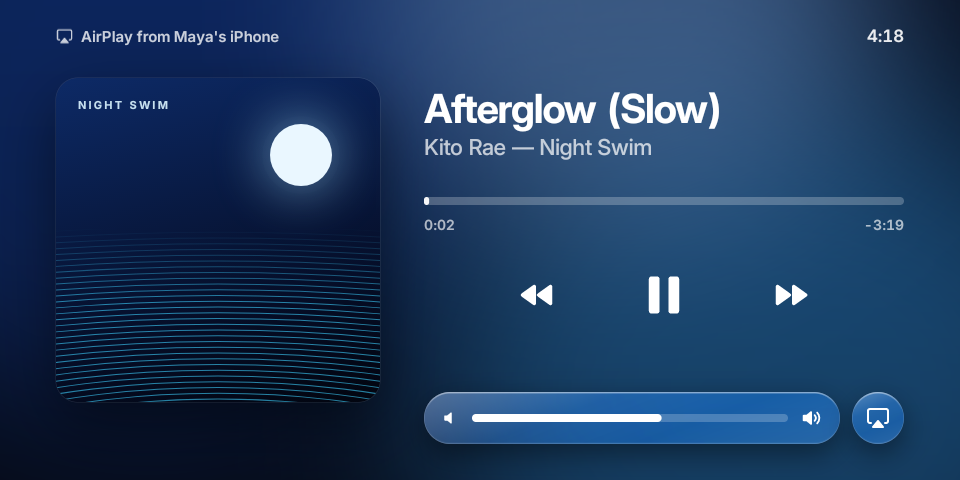 AirPlay from Maya's iPhone
4:18
NIGHT SWIM
Afterglow (Slow)
Kito Rae — Night Swim
0:02
-3:19